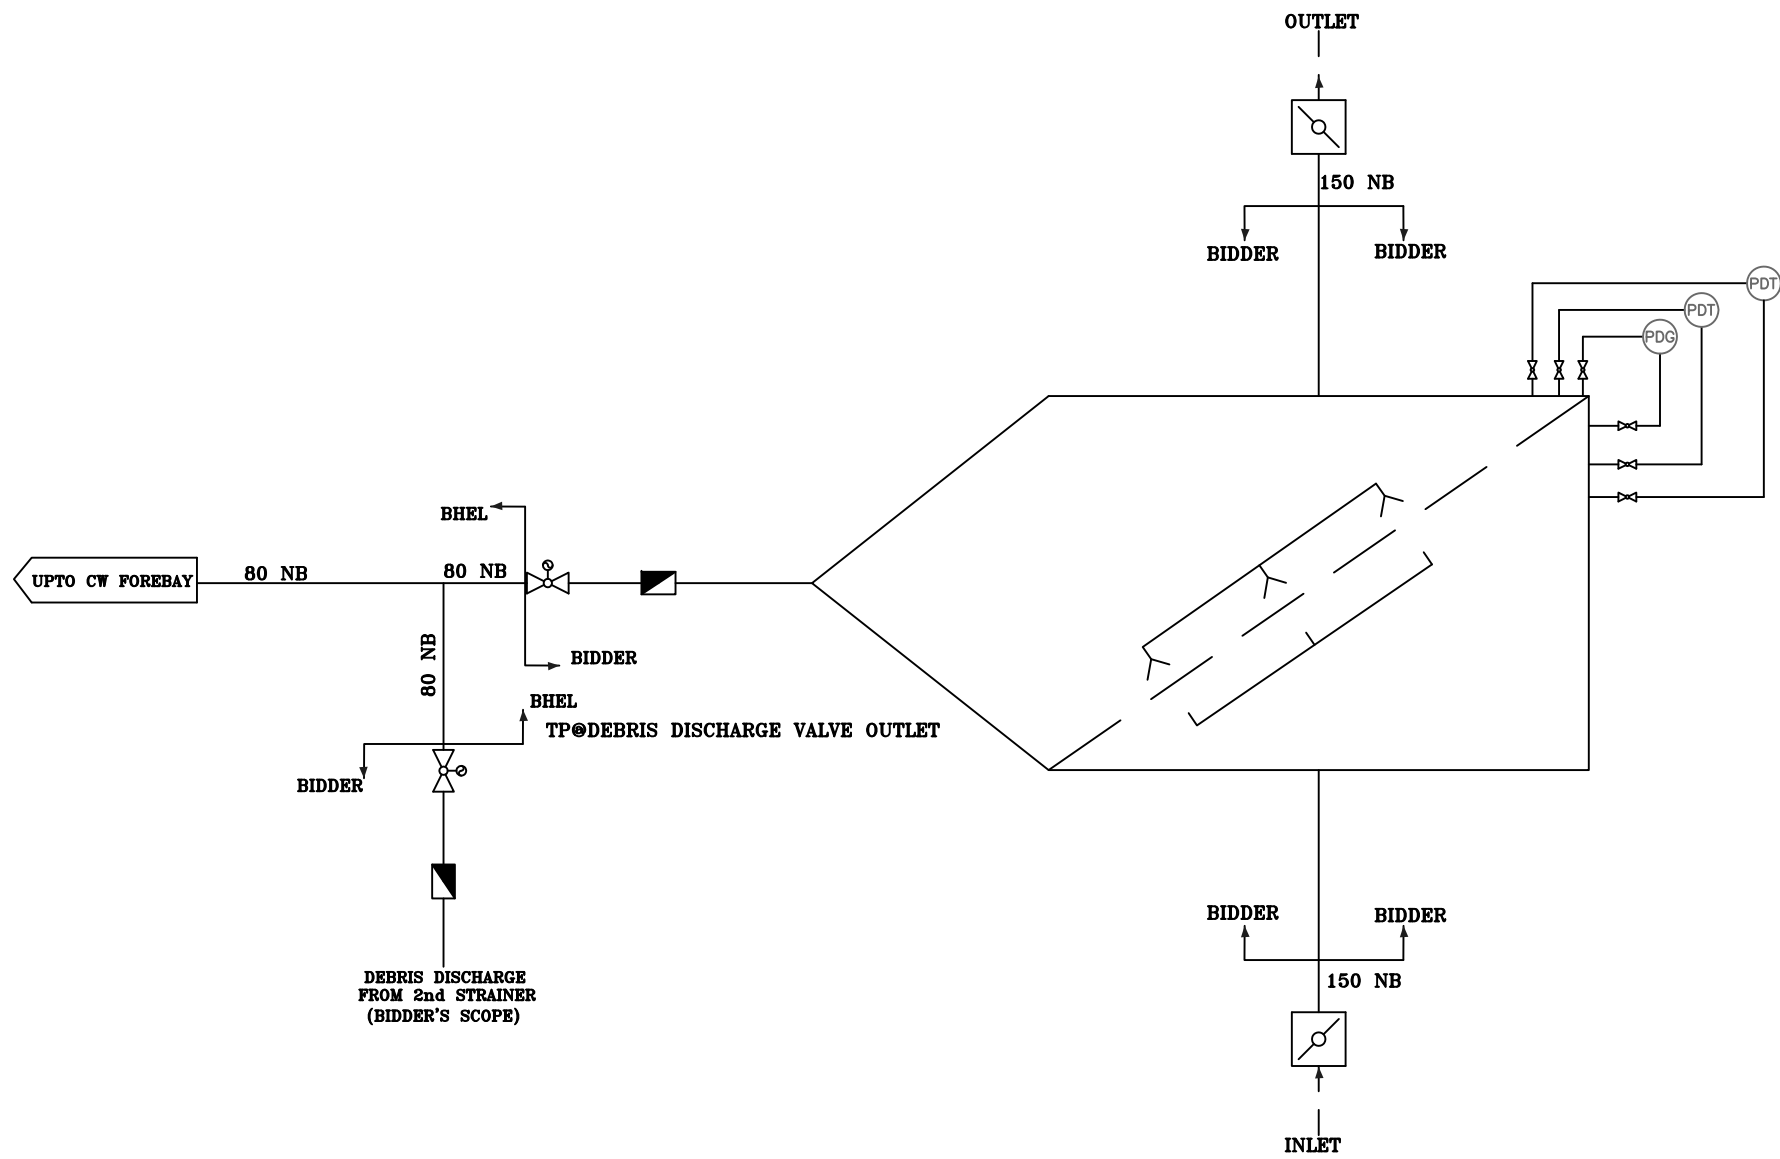 OUTLET
150 NB
BIDDER
BIDDER
PDT
PDT
PDG
BHEL
UPTO CW FOREBAY
80 NB
80 NB
80 NB
BIDDER
BHEL
TP@DEBRIS DISCHARGE VALVE OUTLET
BIDDER
DEBRIS DISCHARGE
FROM 2nd STRAINER
(BIDDER'S SCOPE)
BIDDER
BIDDER
150 NB
INLET